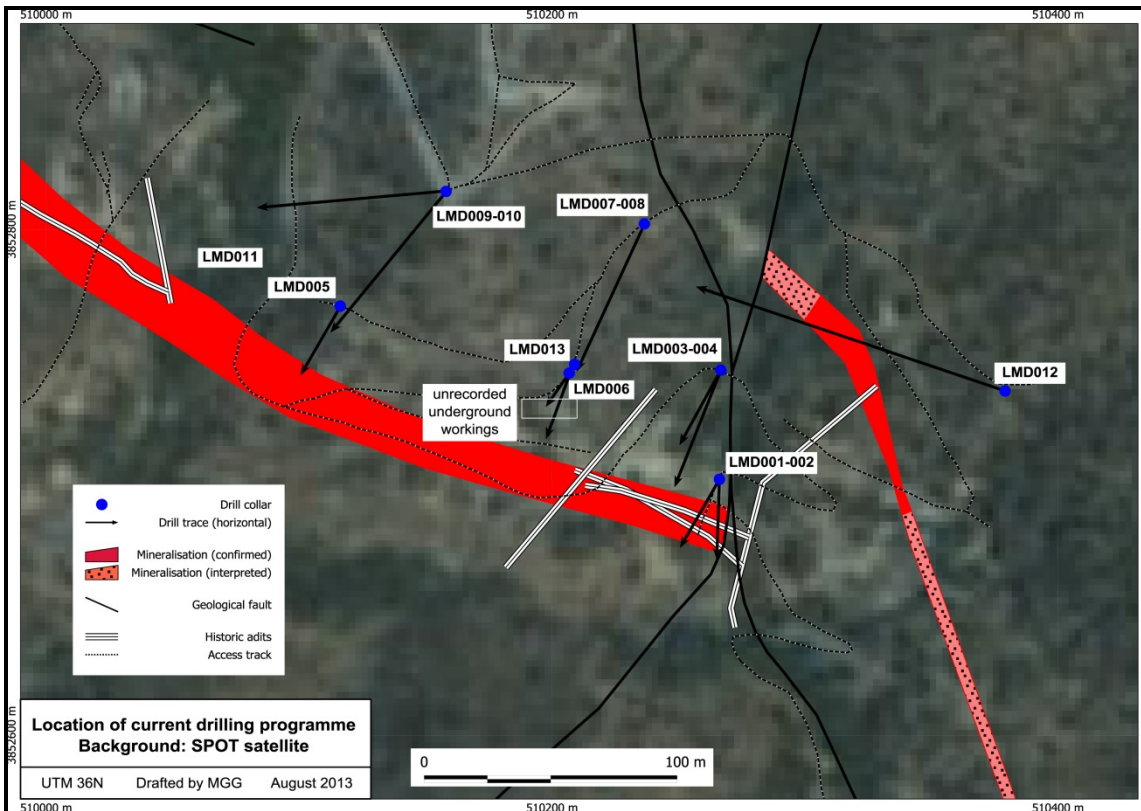 510000 m
510200 m
510400 m
3852800 m
LMD009-010
LMD007-008
LMD011
LMD005
LMD013
LMD003-004
LMD006
LMD012
unrecorded
underground
workings
LMD001-002
Drill collar
Drill trace (horizontal)
Mineralisation (confirmed)
Mineralisation (interpreted)
Geological fault
Historic adits
Access track
3852600 m
Location of current drilling programme
Background: SPOT satellite
UTM 36N Drafted by MGG August 2013
0 100 m
510000 m
510200 m
510400 m